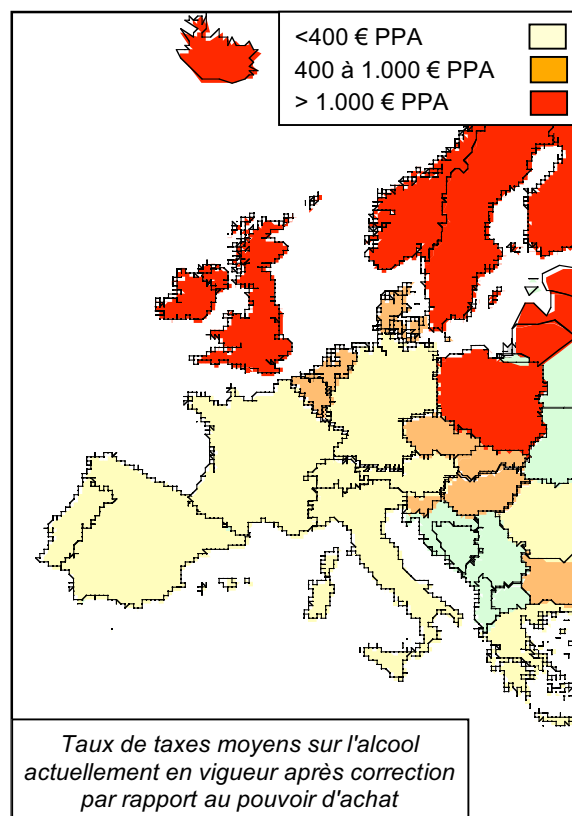 <400 € PPA
400 à 1.000 € PPA
> 1.000 € PPA
Taux de taxes moyens sur l'alcool
actuellement en vigueur après correction
par rapport au pouvoir d'achat